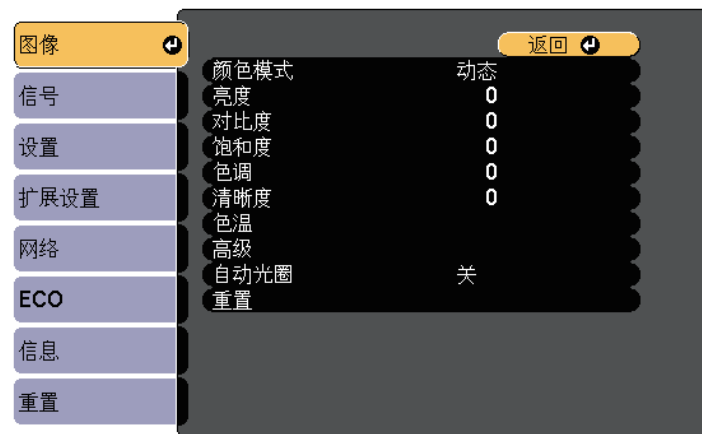 图像
信号
设置
扩展设置
网络
ECO
信息
重置
返回
颜色模式 动态
亮度 0
对比度 0
饱和度 0
色调 0
清晰度 0
色温
高级
自动光圈 关
重置